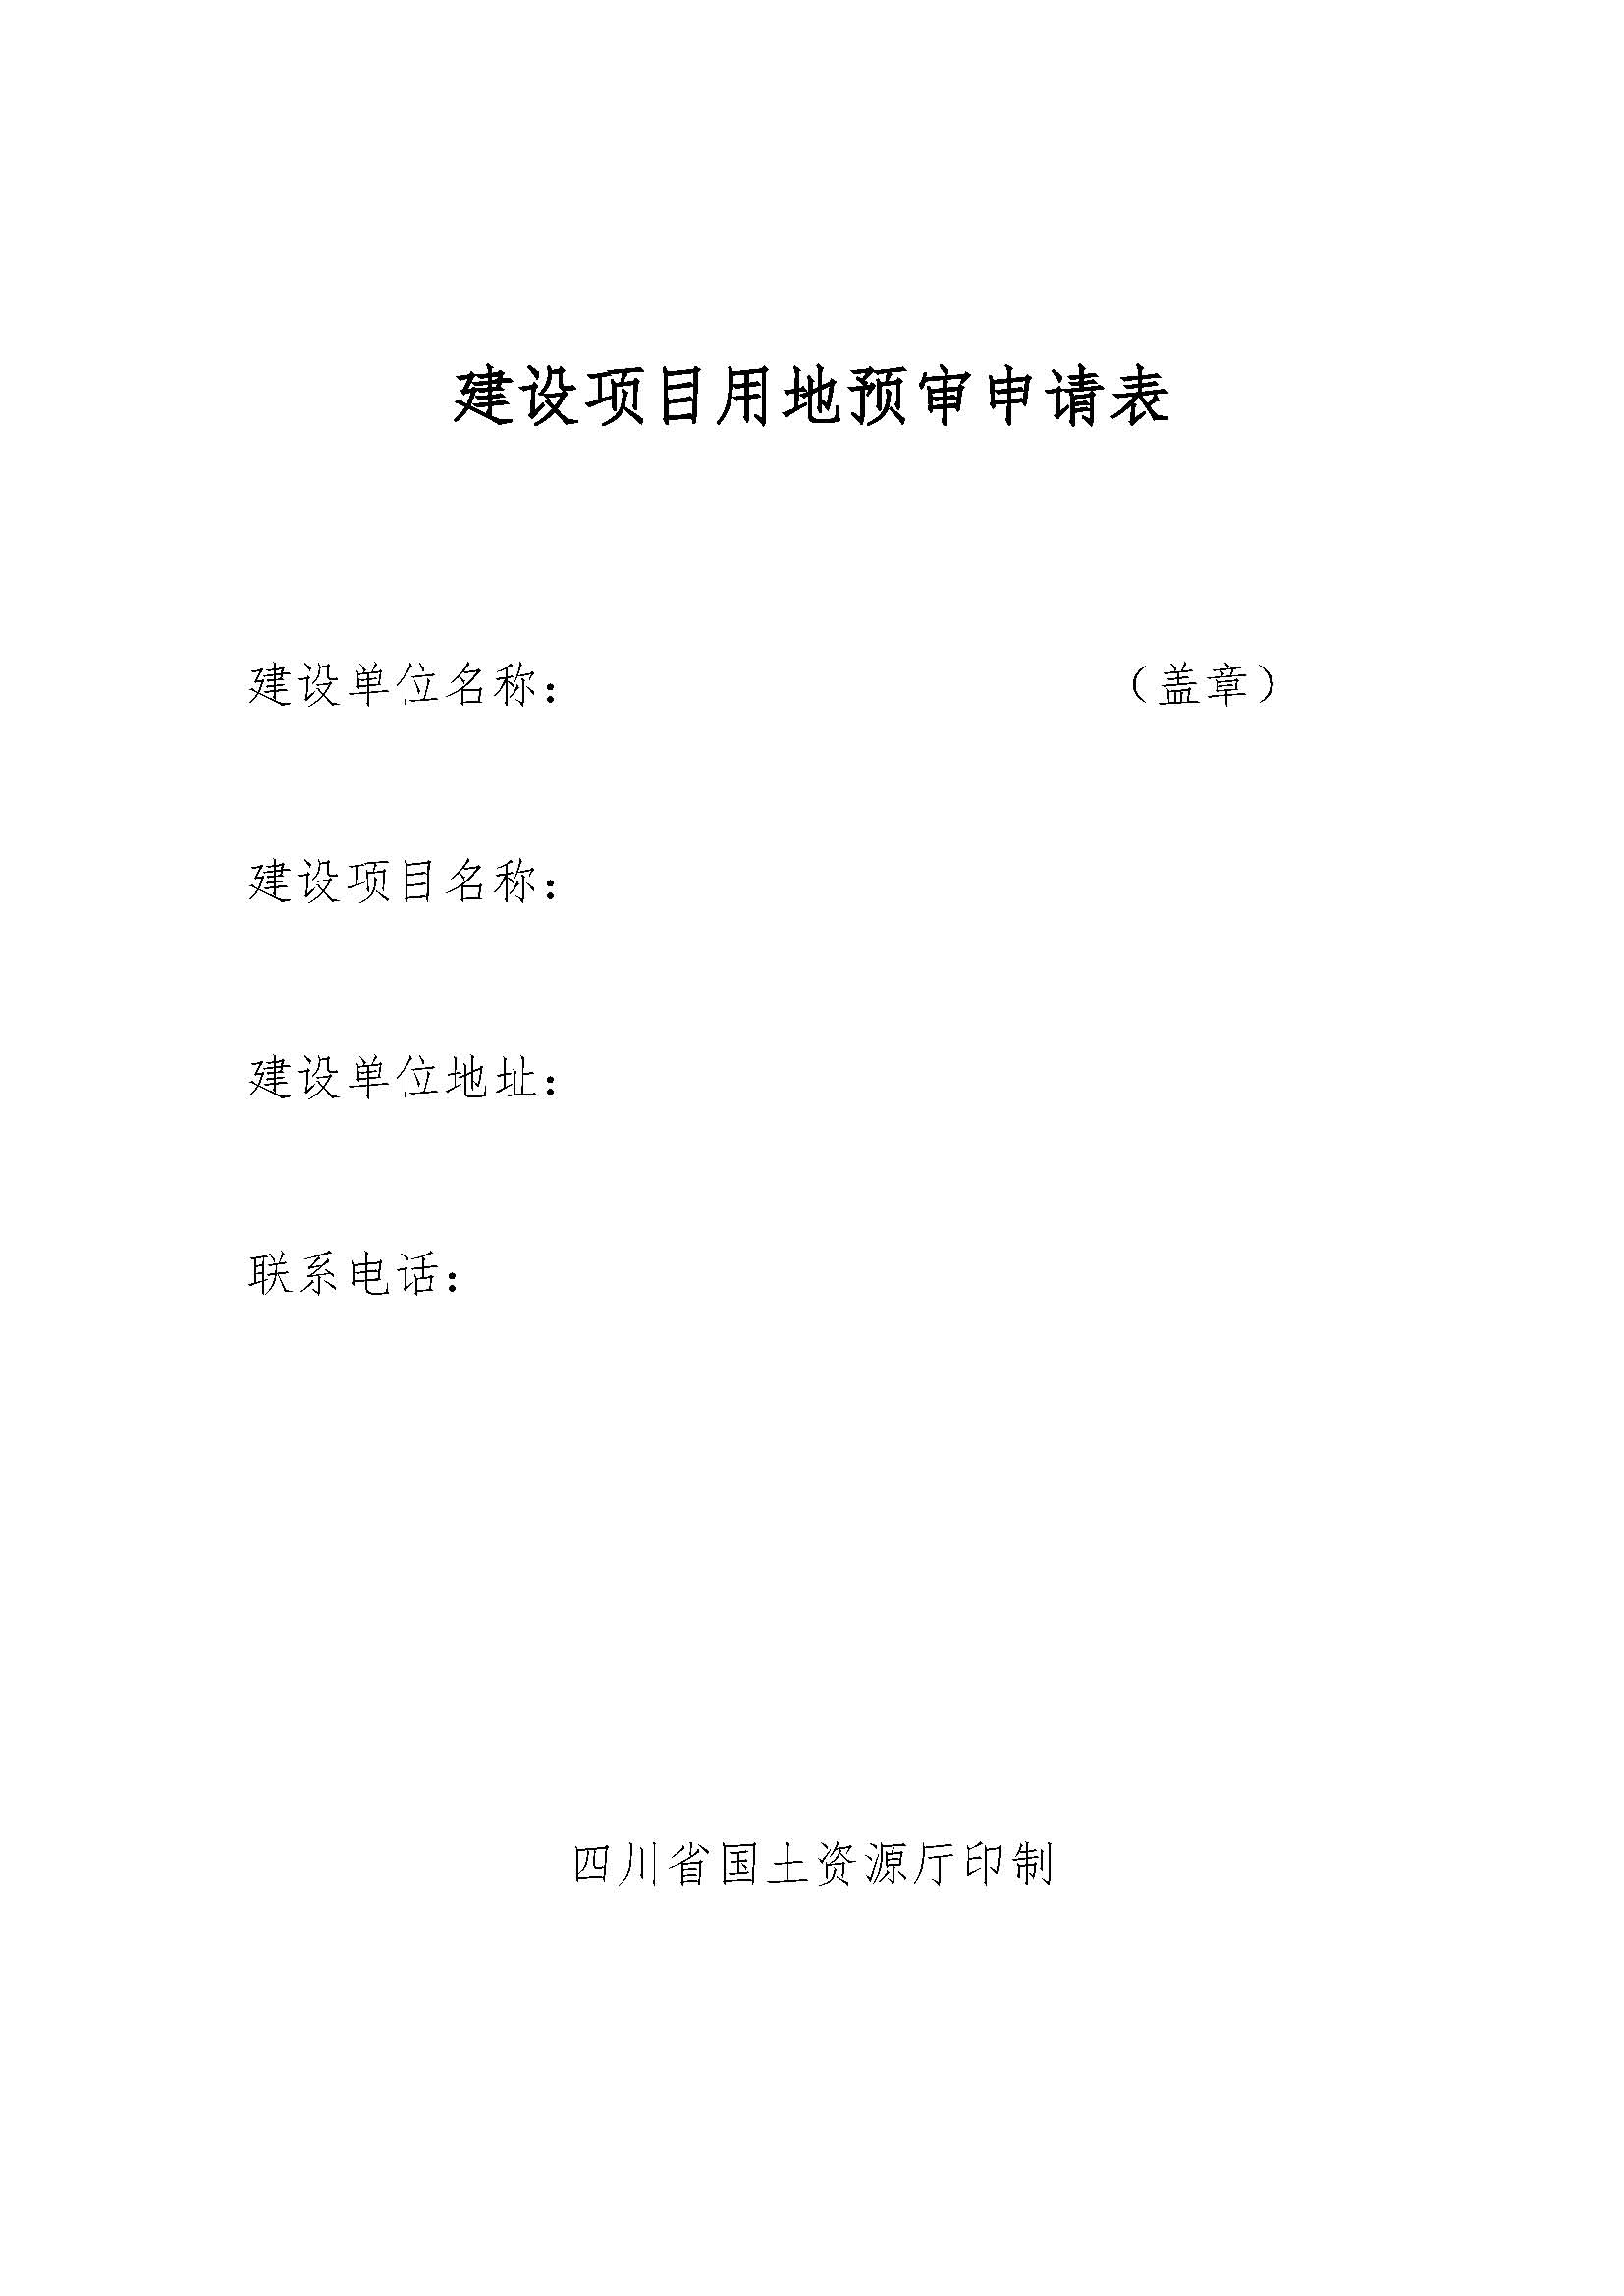 建设项目用地预审申请表
建设单位名称： （盖章）
建设项目名称：
建设单位地址：
联系电话：
四川省国土资源厅印制